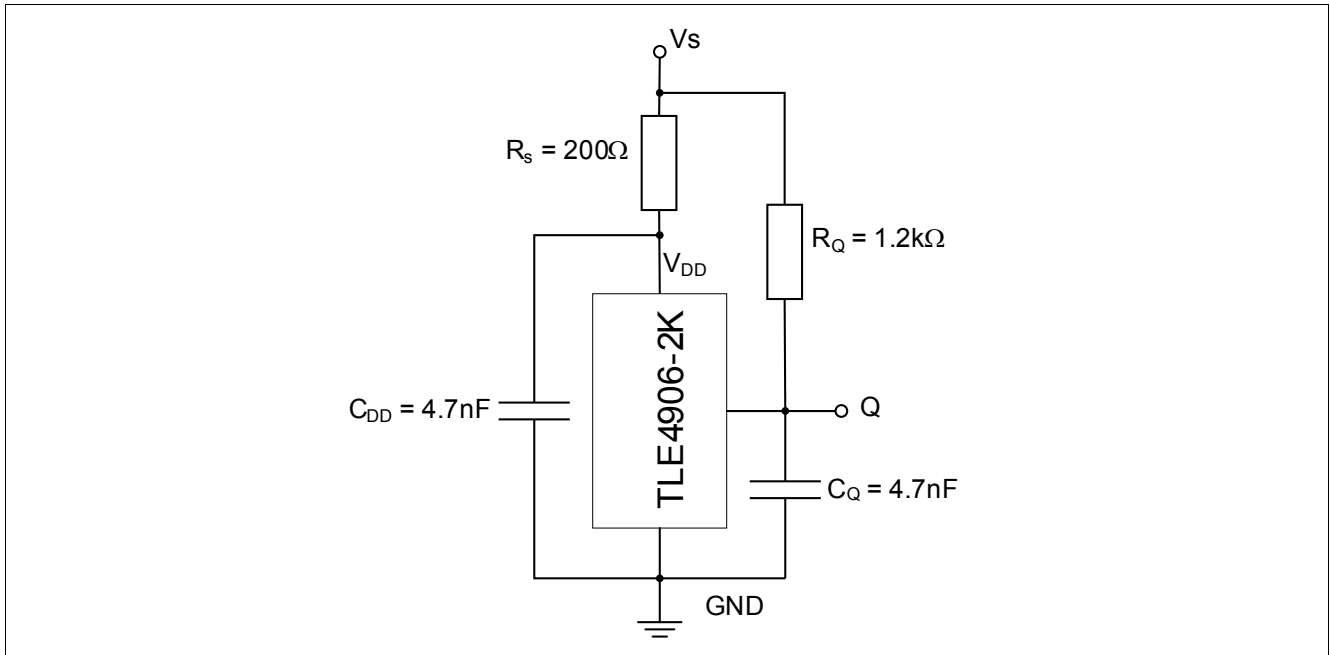 Vs
Rs = 200Ω
RQ = 1.2kΩ
VDD
TLE4906-2K
CDD = 4.7nF
Q
CQ = 4.7nF
GND